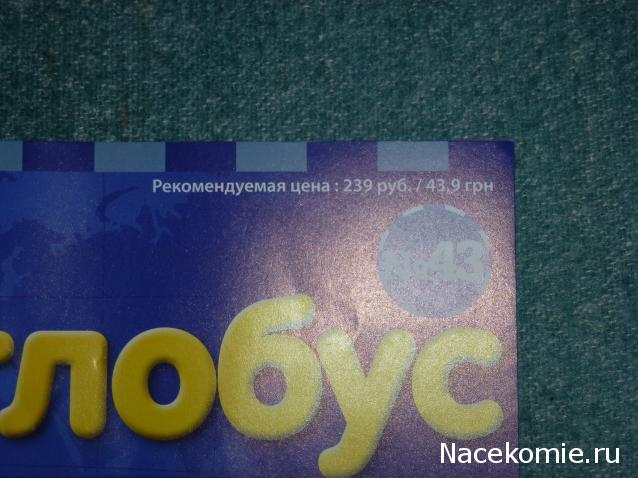 Рекомендуемая цена : 239 руб. / 43,9 грн
№43
глобус
Nacekomie.ru